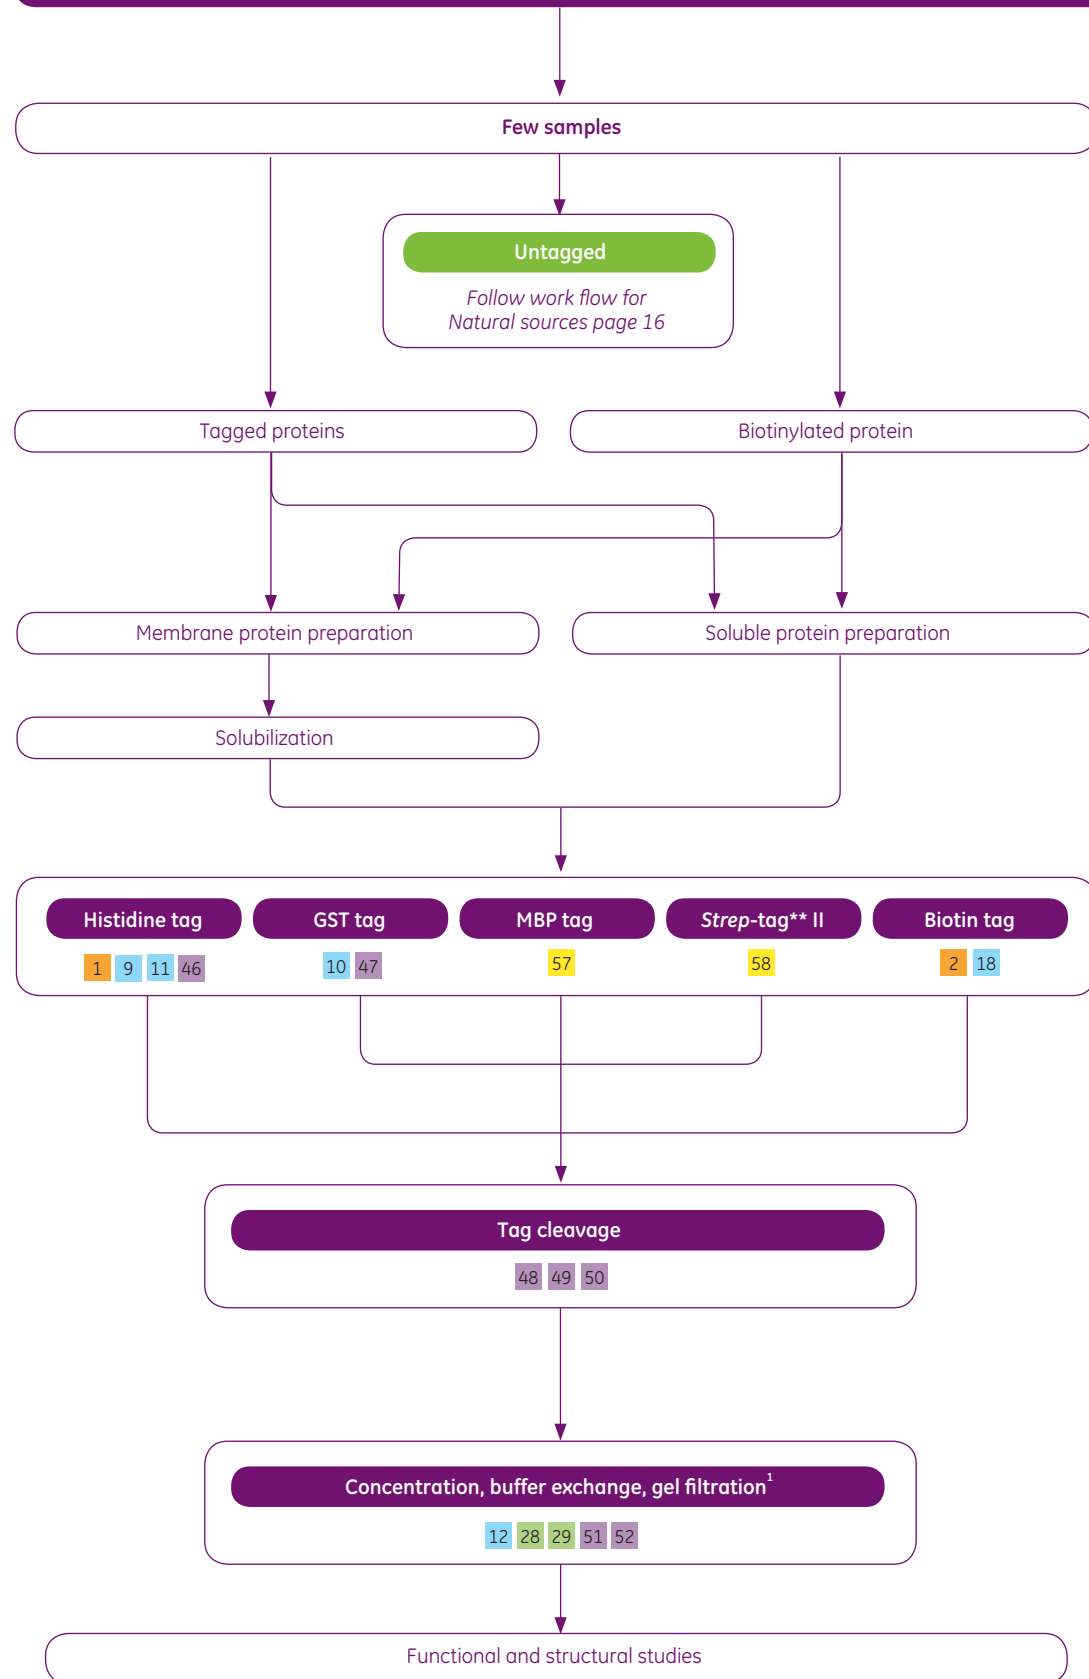 Few samples
Untagged
Follow work flow for
Natural sources page 16
Tagged proteins
Biotinylated protein
Membrane protein preparation
Soluble protein preparation
Solubilization
Histidine tag
GST tag
MBP tag
Strep-tag** II
Biotin tag
1 9 11 46
10 47
57
58
2 18
Tag cleavage
48 49 50
Concentration, buffer exchange, gel filtration¹
12 28 29 51 52
Functional and structural studies